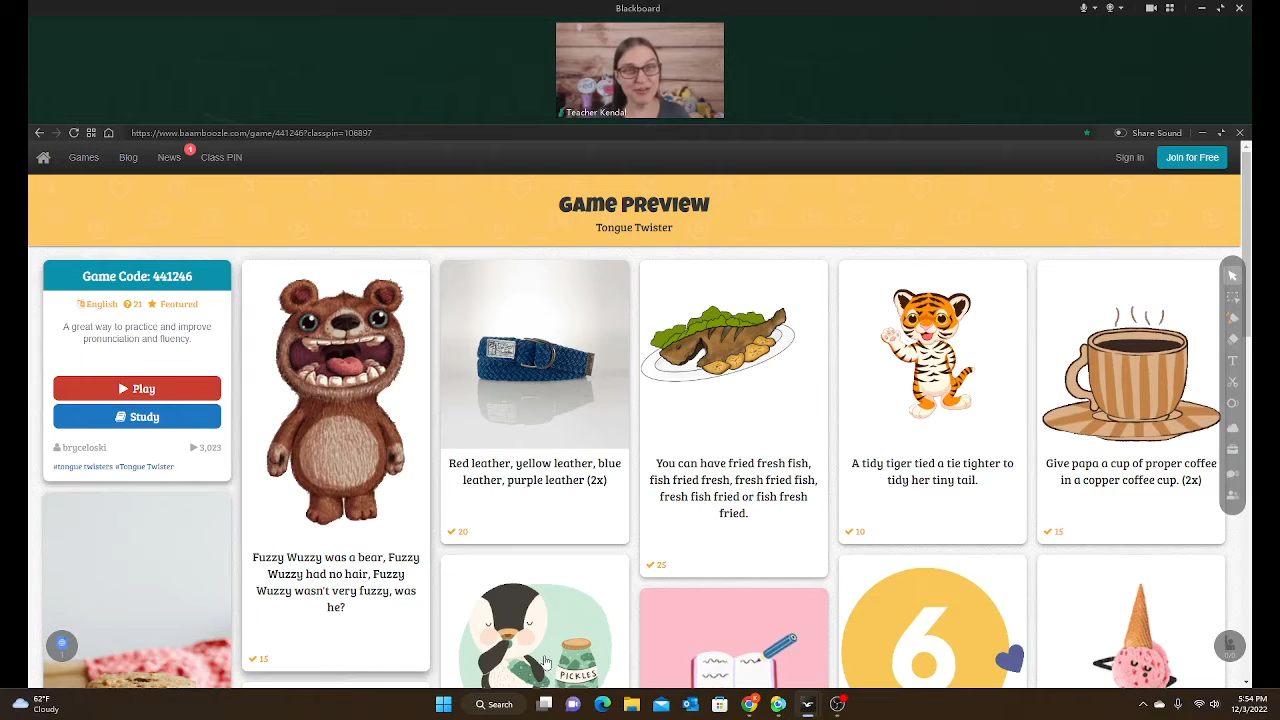 Blackboard
Teacher Kendal
https://www.baamboozle.com/game/441246?classpin=106897
Share Sound
Games
Blog
News
1
Class PIN
Sign in
Join for Free
Game Preview
Tongue Twister
Game Code: 441246
English
21
Featured
A great way to practice and improve
pronunciation and fluency.
Play
Study
bryceloski
3,023
#tongue twisters #Tongue Twister
Fuzzy Wuzzy was a bear, Fuzzy
Wuzzy had no hair, Fuzzy
Wuzzy wasn't very fuzzy, was
he?
15
Red leather, yellow leather, blue
leather, purple leather (2x)
20
You can have fried fresh fish,
fish fried fresh, fresh fried fish,
fresh fish fried or fish fresh
fried.
25
A tidy tiger tied a tie tighter to
tidy her tiny tail.
10
Give papa a cup of proper coffee
in a copper coffee cup. (2x)
15
PICKLES
6
1
62°F
Cloudy
Search
5:54 PM
12/3/2022